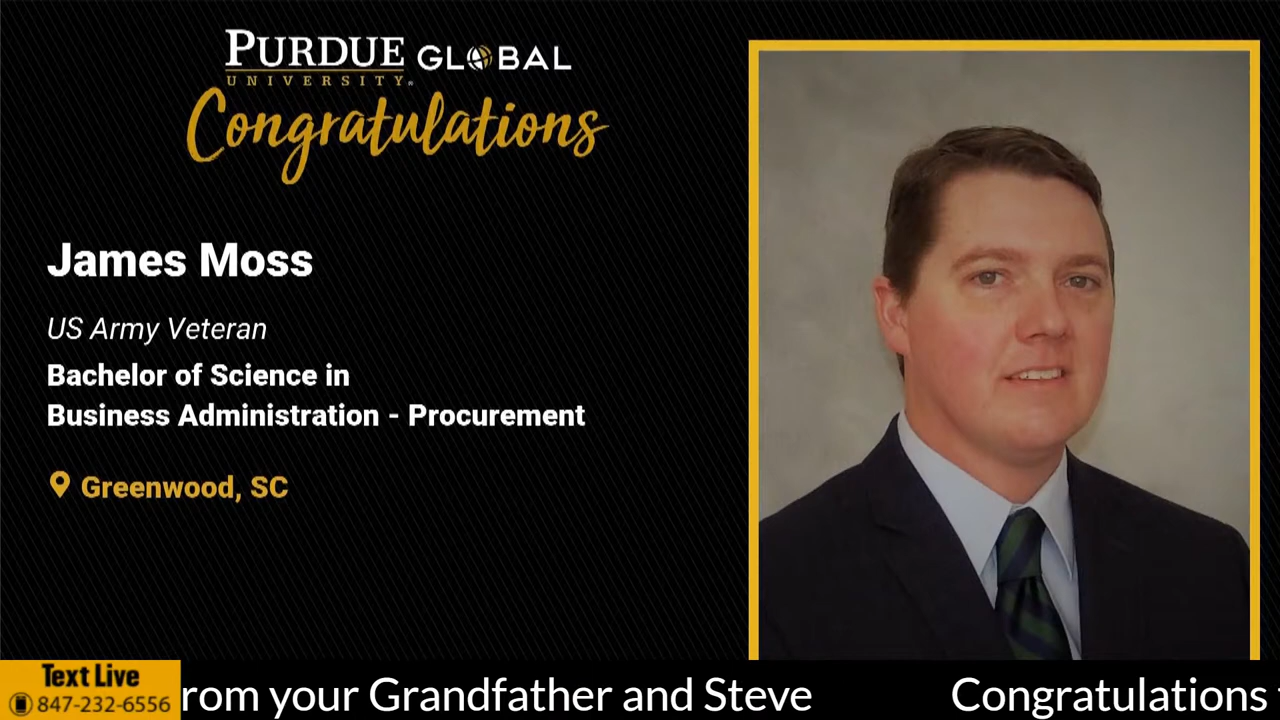 PURDUE GLOBAL
UNIVERSITY®
Congratulations
James Moss
US Army Veteran
Bachelor of Science in
Business Administration - Procurement
Greenwood, SC
Text Live
847-232-6556
rom your Grandfather and Steve Congratulations